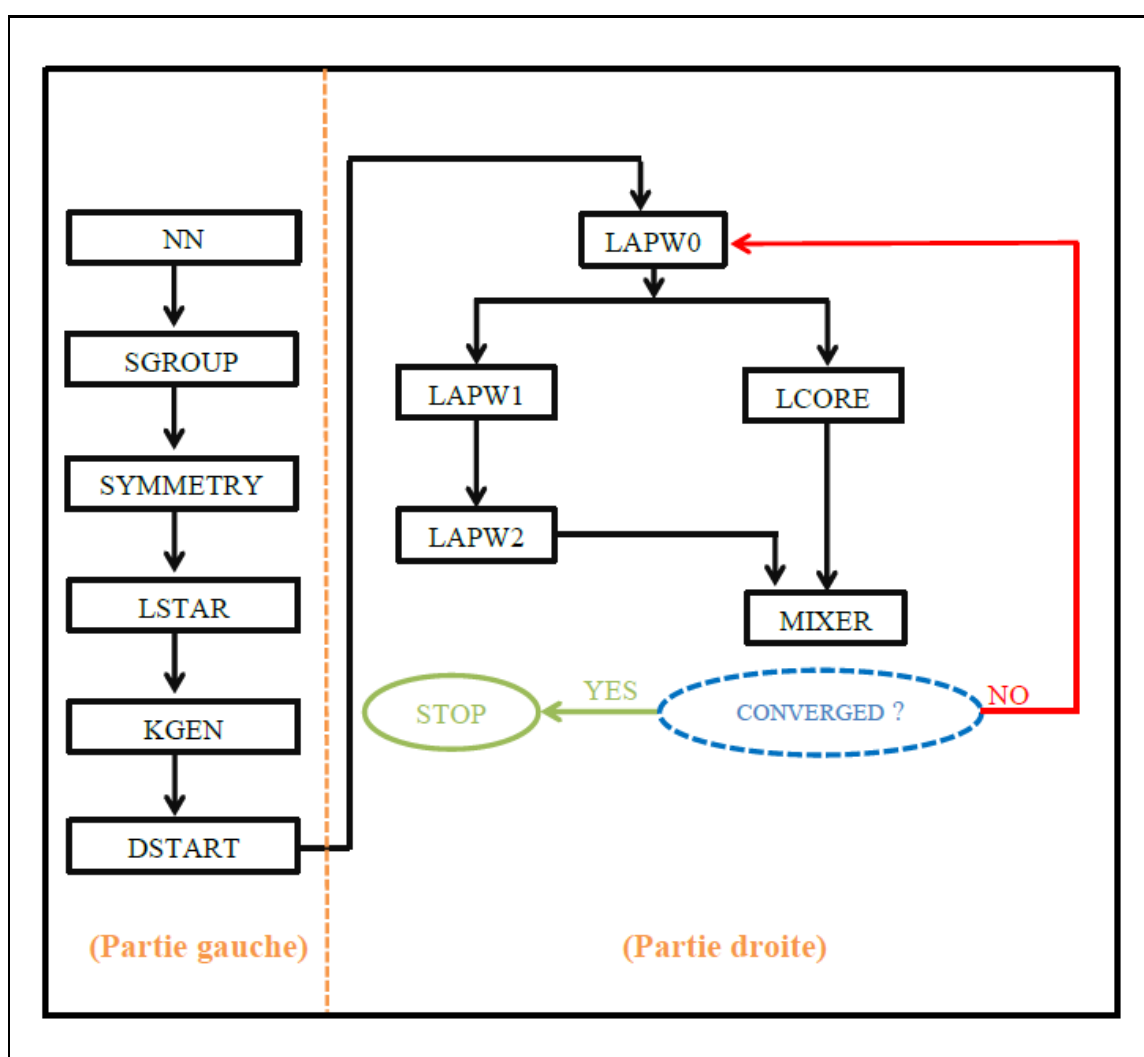 NN
SGROUP
SYMMETRY
LSTAR
KGEN
DSTART
(Partie gauche)
LAPW0
LAPW1
LCORE
LAPW2
MIXER
STOP
YES
CONVERGED ?
NO
(Partie droite)